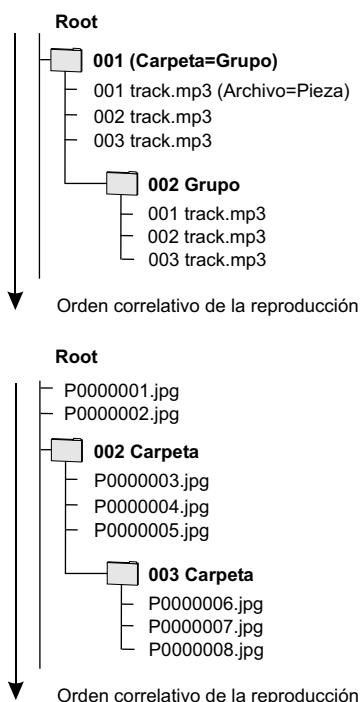 Root
001 (Carpeta=Grupo)
001 track.mp3 (Archivo=Pieza)
002 track.mp3
003 track.mp3
002 Grupo
001 track.mp3
002 track.mp3
003 track.mp3
Orden correlativo de la reproducción
Root
P0000001.jpg
P0000002.jpg
002 Carpeta
P0000003.jpg
P0000004.jpg
P0000005.jpg
003 Carpeta
P0000006.jpg
P0000007.jpg
P0000008.jpg
Orden correlativo de la reproducción